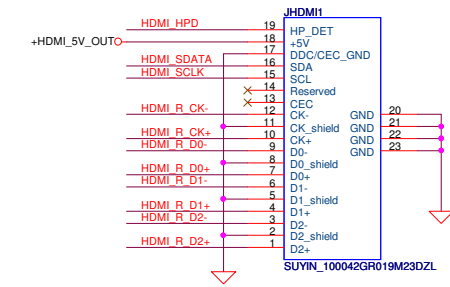 JHDMI1
HDMI_HPD 19 HP_DET
+HDMI_5V_OUT 18 +5V
17 DDC/CEC_GND
HDMI_SDATA 16 SDA
HDMI_SCLK 15 SCL
14 Reserved
13 CEC
HDMI_R_CK- 12 CK- GND 20
11 CK_shield GND 21
HDMI_R_CK+ 10 CK+ GND 22
HDMI_R_D0- 9 D0- GND 23
8 D0_shield
HDMI_R_D0+ 7 D0+
HDMI_R_D1- 6 D1-
5 D1_shield
HDMI_R_D1+ 4 D1+
HDMI_R_D2- 3 D2-
2 D2_shield
HDMI_R_D2+ 1 D2+
SUYIN_100042GR019M23DZL